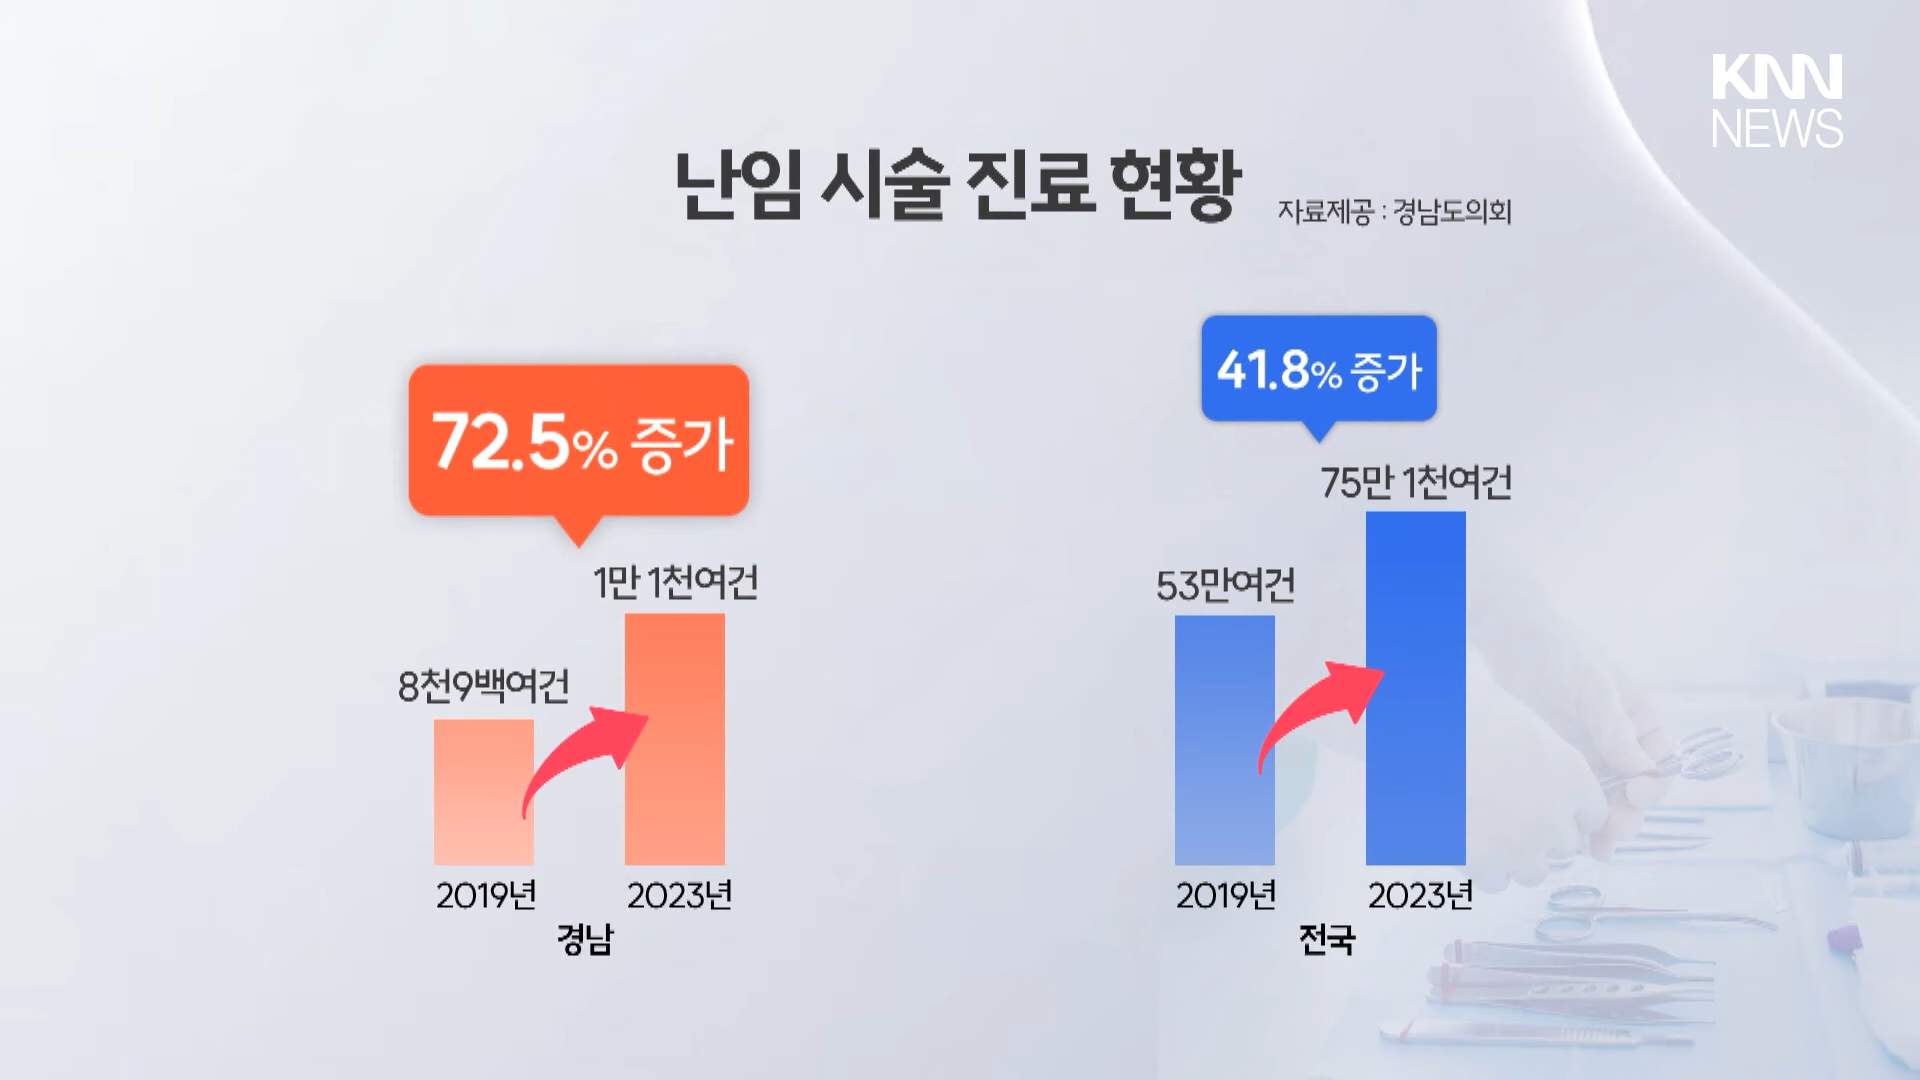 KNN
NEWS
난임 시술 진료 현황
자료제공 : 경남도의회
72.5% 증가
8천9백여건
1만 1천여건
2019년
2023년
경남
41.8% 증가
53만여건
75만 1천여건
2019년
2023년
전국